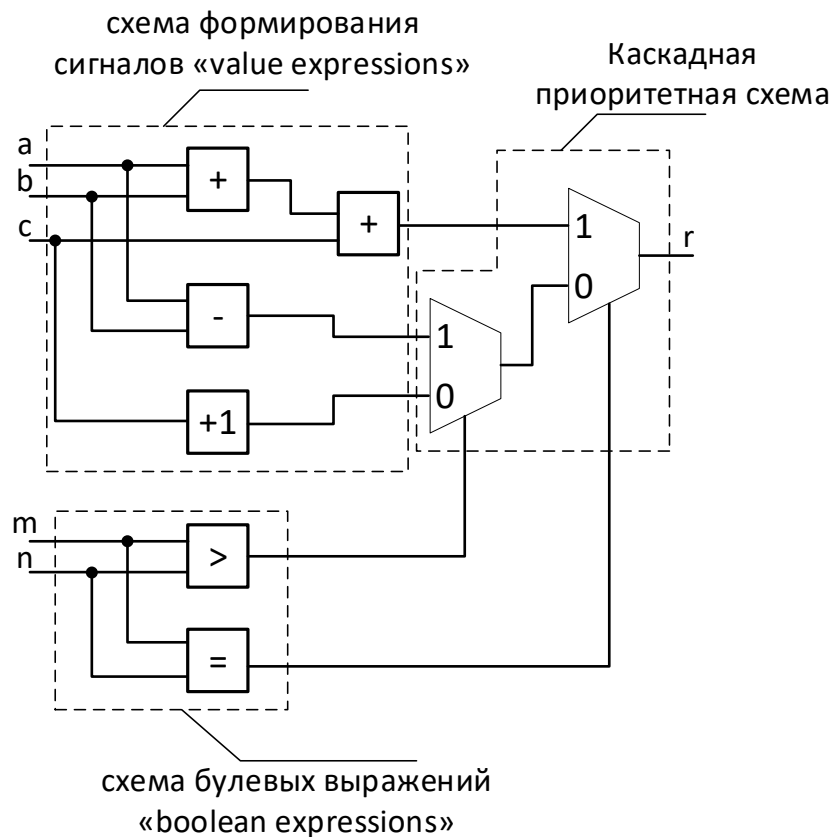 схема формирования
сигналов «value expressions»
Каскадная
приоритетная схема
a
b
c
+
+
-
+1
1
0
1
0
r
m
n
>
=
схема булевых выражений
«boolean expressions»